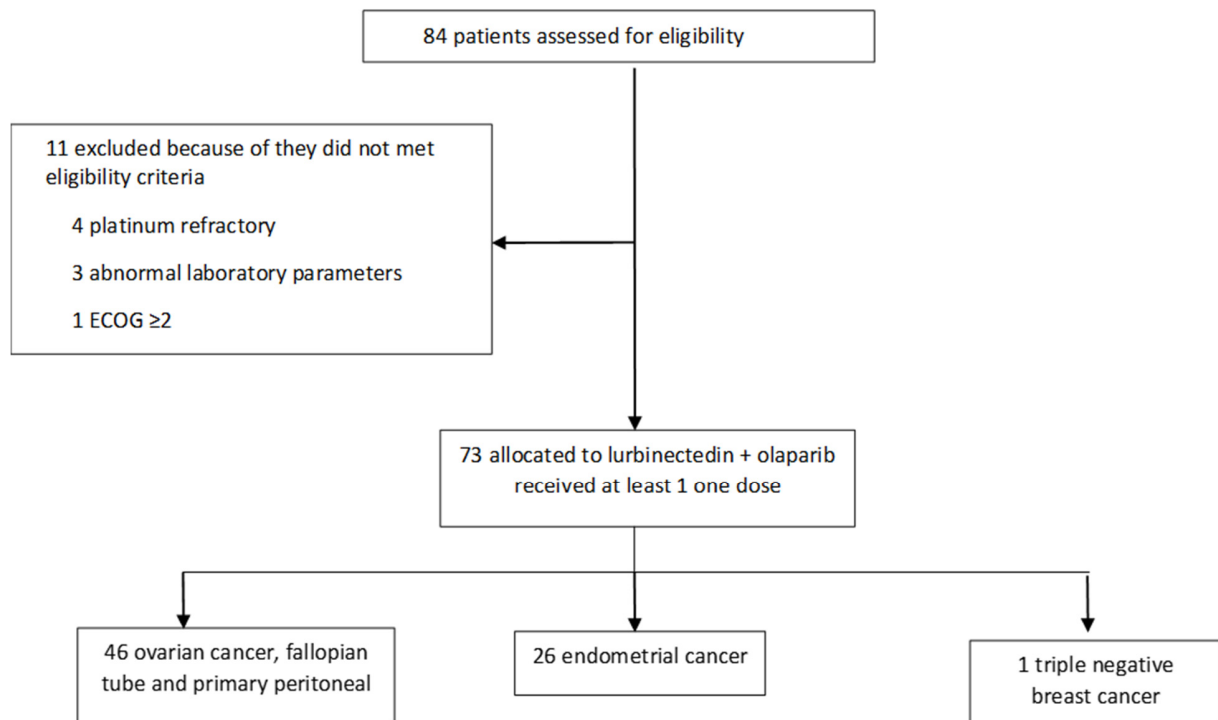 84 patients assessed for eligibility
11 excluded because of they did not met
eligibility criteria
4 platinum refractory
3 abnormal laboratory parameters
1 ECOG ≥2
73 allocated to lurbinectedin + olaparib
received at least 1 one dose
46 ovarian cancer, fallopian
tube and primary peritoneal
26 endometrial cancer
1 triple negative
breast cancer